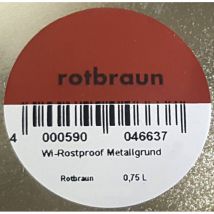 rotbraun
4 000590 046637
Wi-Rostproof Metallgrund
Rotbraun 0,75 L